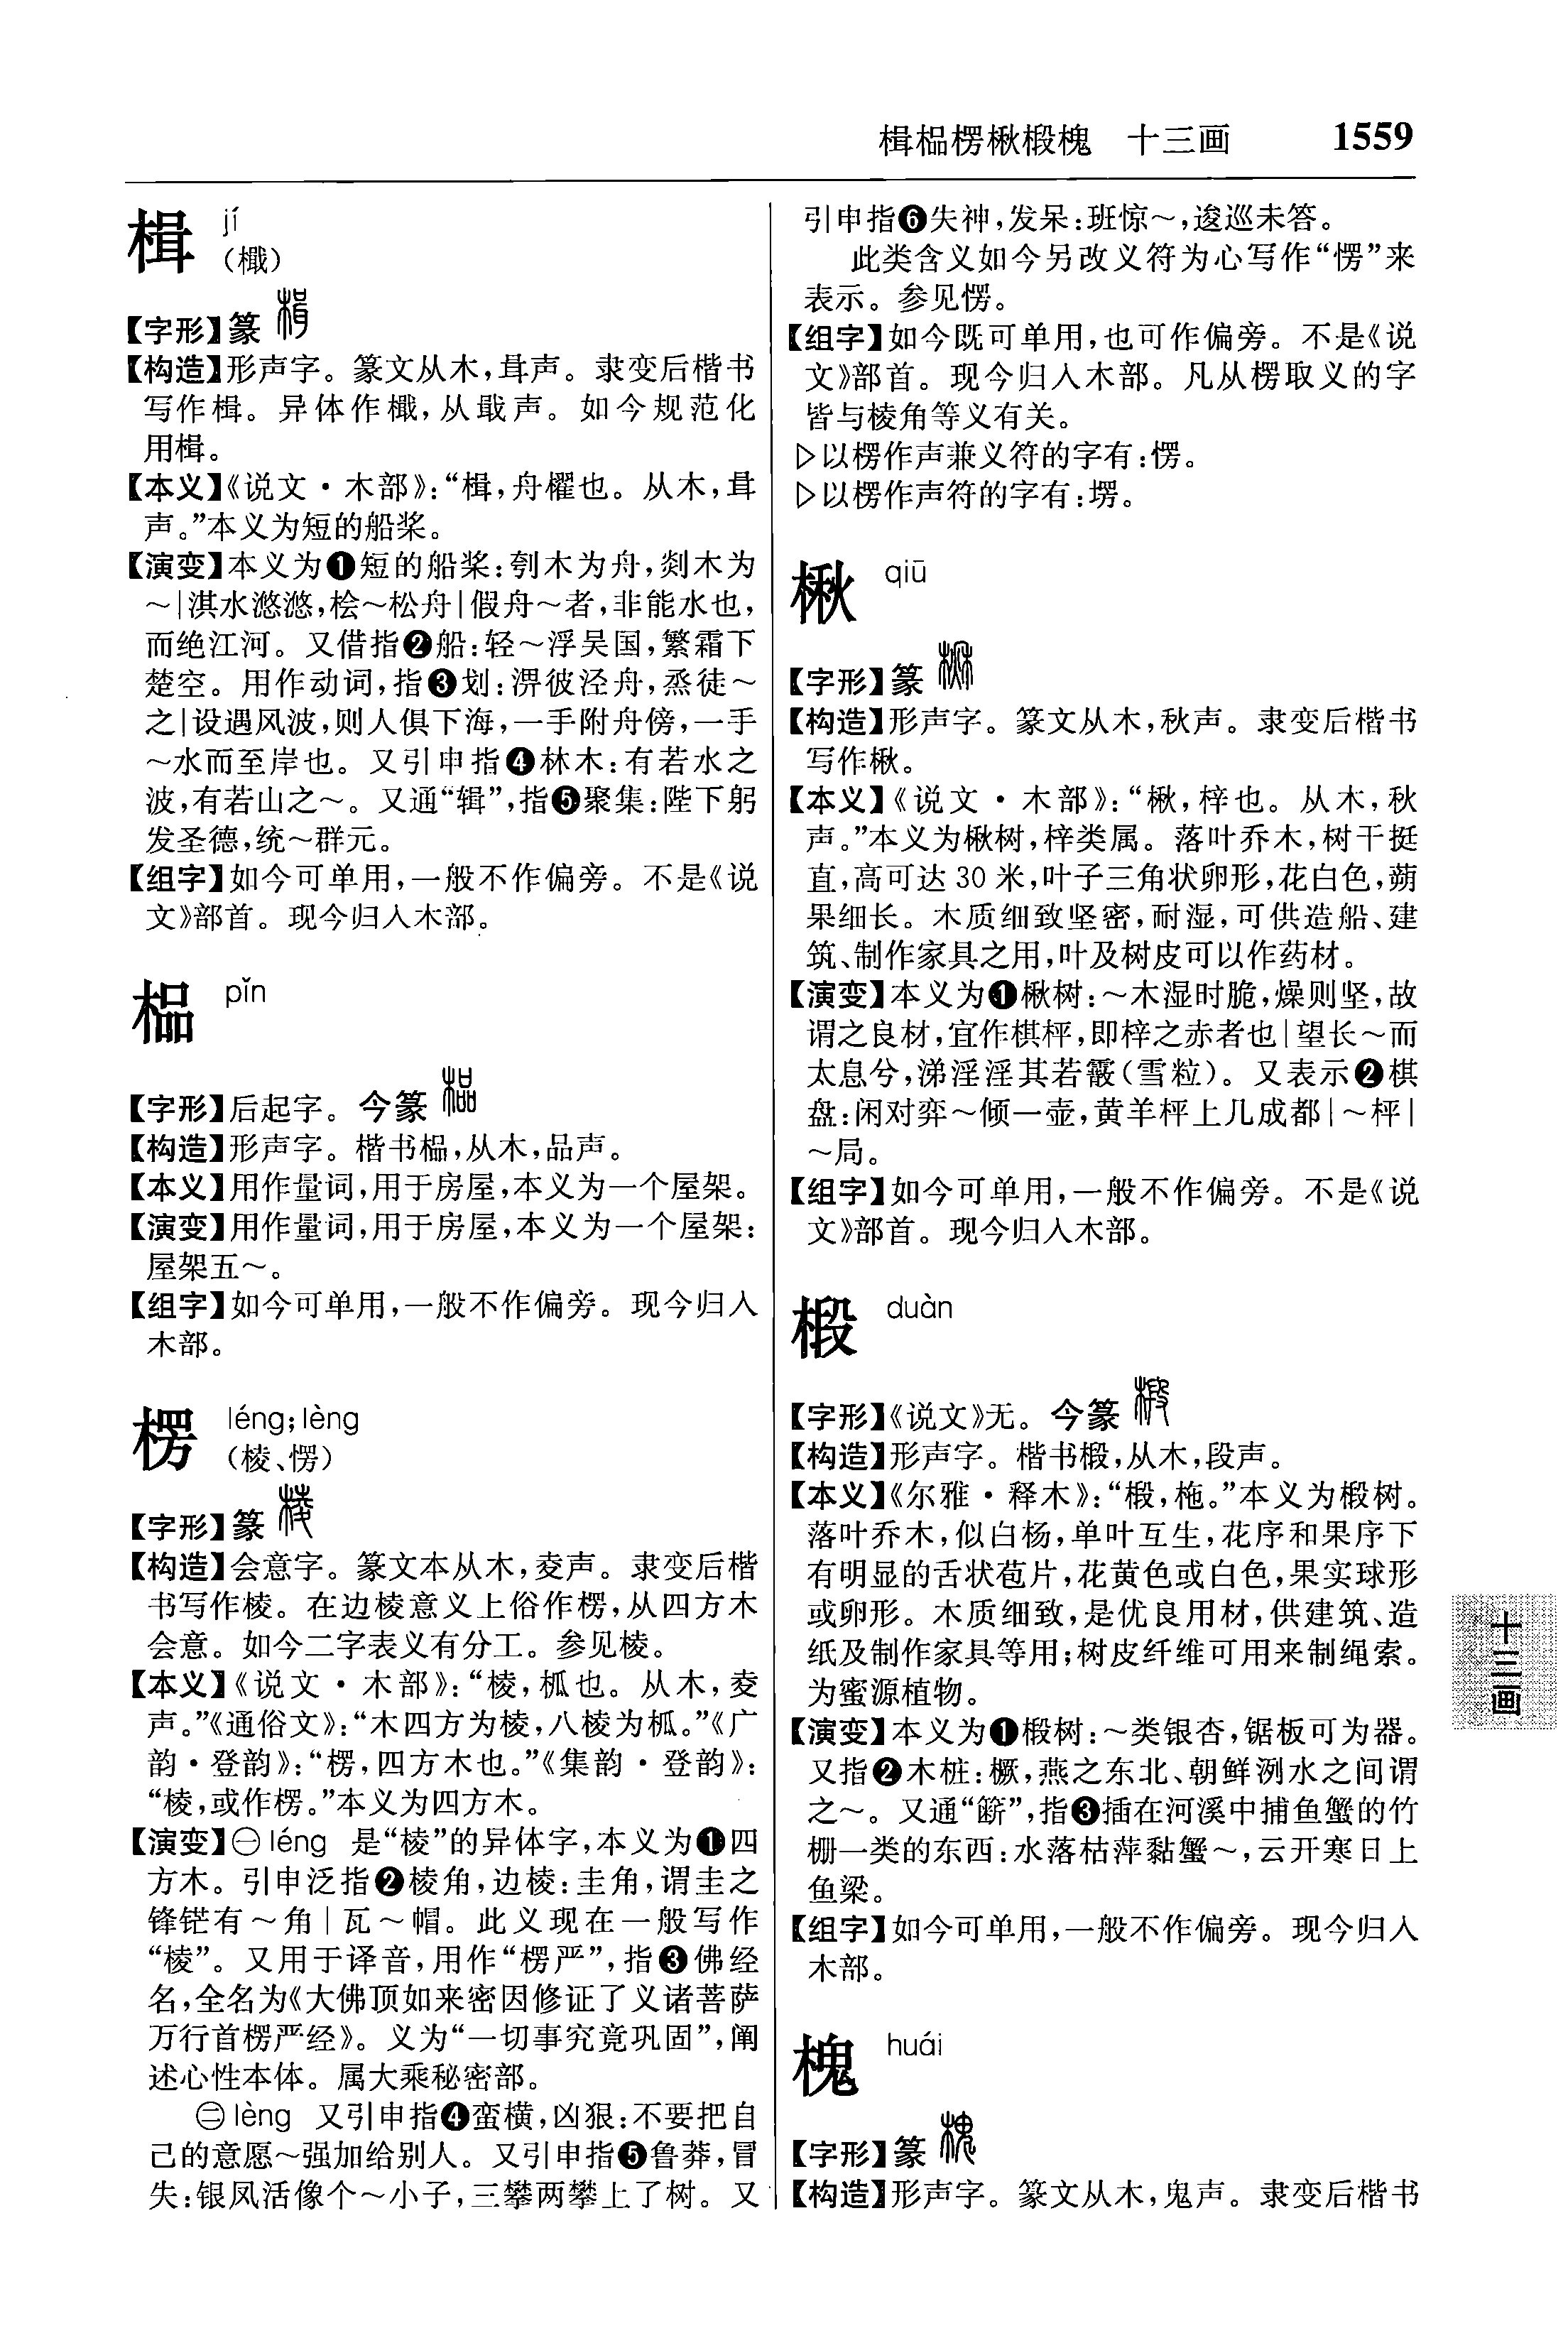 楫榀楞楸椴槐 十三画 1559
楫 jí
(檝)
【字形】篆
【构造】形声字。篆文从木,咠声。隶变后楷书
写作楫。异体作檝,从戢声。如今规范化
用楫。
【本义】《说文·木部》:“楫,舟櫂也。从木,咠
声。”本义为短的船桨。
【演变】本义为❶短的船桨:刳木为舟,剡木为
～|淇水滺滺,桧～松舟|假舟～者,非能水也,
而绝江河。又借指❷船:轻～浮吴国,繁霜下
楚空。用作动词,指❸划:淠彼泾舟,烝徒～
之|设遇风波,则人俱下海,一手附舟傍,一手
～水而至岸也。又引申指❹林木:有若水之
波,有若山之～。又通“辑”,指❺聚集:陛下躬
发圣德,统～群元。
【组字】如今可单用,一般不作偏旁。不是《说
文》部首。现今归入木部。
榀 pǐn
【字形】后起字。今篆
【构造】形声字。楷书榀,从木,品声。
【本义】用作量词,用于房屋,本义为一个屋架。
【演变】用作量词,用于房屋,本义为一个屋架:
屋架五～。
【组字】如今可单用,一般不作偏旁。现今归入
木部。
楞 léng;lèng
(棱、愣)
【字形】篆
【构造】会意字。篆文本从木,夌声。隶变后楷
书写作棱。在边棱意义上俗作楞,从四方木
会意。如今二字表义有分工。参见棱。
【本义】《说文·木部》:“棱,柧也。从木,夌
声。”《通俗文》:“木四方为棱,八棱为柧。”《广
韵·登韵》:“楞,四方木也。”《集韵·登韵》:
“棱,或作楞。”本义为四方木。
【演变】㊀léng 是“棱”的异体字,本义为❶四
方木。引申泛指❷棱角,边棱:圭角,谓圭之
锋铓有～角|瓦～帽。此义现在一般写作
“棱”。又用于译音,用作“楞严”,指❸佛经
名,全名为《大佛顶如来密因修证了义诸菩萨
万行首楞严经》。义为“一切事究竟巩固”,阐
述心性本体。属大乘秘密部。
㊁lèng 又引申指❹蛮横,凶狠:不要把自
己的意愿～强加给别人。又引申指❺鲁莽,冒
失:银凤活像个～小子,三攀两攀上了树。又
引申指❻失神,发呆:班惊～,逡巡未答。
此类含义如今另改义符为心写作“愣”来
表示。参见愣。
【组字】如今既可单用,也可作偏旁。不是《说
文》部首。现今归入木部。凡从楞取义的字
皆与棱角等义有关。
▷以楞作声兼义符的字有:愣。
▷以楞作声符的字有:塄。
楸 qiū
【字形】篆
【构造】形声字。篆文从木,秋声。隶变后楷书
写作楸。
【本义】《说文·木部》:“楸,梓也。从木,秋
声。”本义为楸树,梓类属。落叶乔木,树干挺
直,高可达30米,叶子三角状卵形,花白色,蒴
果细长。木质细致坚密,耐湿,可供造船、建
筑、制作家具之用,叶及树皮可以作药材。
【演变】本义为❶楸树:～木湿时脆,燥则坚,故
谓之良材,宜作棋枰,即梓之赤者也|望长～而
太息兮,涕淫淫其若霰(雪粒)。又表示❷棋
盘:闲对弈～倾一壶,黄羊枰上几成都|～枰|
～局。
【组字】如今可单用,一般不作偏旁。不是《说
文》部首。现今归入木部。
椴 duàn
【字形】《说文》无。今篆
【构造】形声字。楷书椴,从木,段声。
【本义】《尔雅·释木》:“椴,杝。”本义为椴树。
落叶乔木,似白杨,单叶互生,花序和果序下
有明显的舌状苞片,花黄色或白色,果实球形
或卵形。木质细致,是优良用材,供建筑、造
纸及制作家具等用;树皮纤维可用来制绳索。
为蜜源植物。
【演变】本义为❶椴树:～类银杏,锯板可为器。
又指❷木桩:橛,燕之东北、朝鲜洌水之间谓
之～。又通“簖”,指❸插在河溪中捕鱼蟹的竹
栅一类的东西:水落枯萍黏蟹～,云开寒日上
鱼梁。
【组字】如今可单用,一般不作偏旁。现今归入
木部。
槐 huái
【字形】篆
【构造】形声字。篆文从木,鬼声。隶变后楷书
十三画